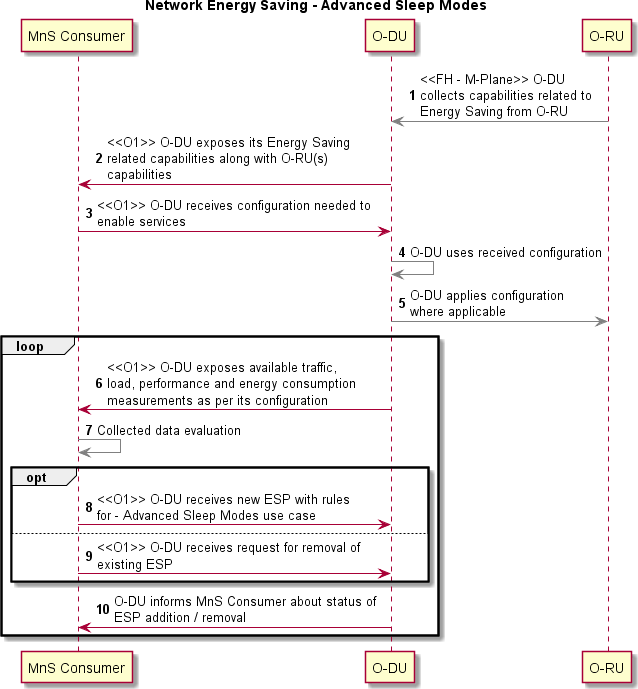 Network Energy Saving - Advanced Sleep Modes
MnS Consumer
O-DU
O-RU
<<FH - M-Plane>> O-DU
1 collects capabilities related to
Energy Saving from O-RU
<<O1>> O-DU exposes its Energy Saving
2 related capabilities along with O-RU(s)
capabilities
3 <<O1>> O-DU receives configuration needed to
enable services
4 O-DU uses received configuration
5 O-DU applies configuration
where applicable
loop
<<O1>> O-DU exposes available traffic,
6 load, performance and energy consumption
measurements as per its configuration
7 Collected data evaluation
opt
8 <<O1>> O-DU receives new ESP with rules
for - Advanced Sleep Modes use case
9 <<O1>> O-DU receives request for removal of
existing ESP
10 O-DU informs MnS Consumer about status of
ESP addition / removal
MnS Consumer
O-DU
O-RU